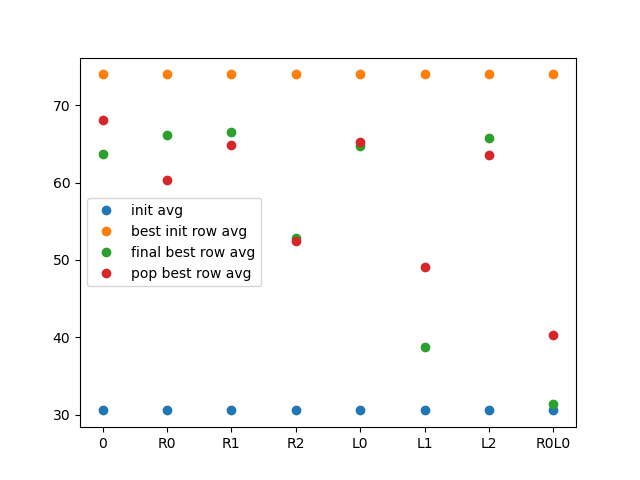 70
60
50
40
30
init avg
best init row avg
final best row avg
pop best row avg
0 R0 R1 R2 L0 L1 L2 R0L0